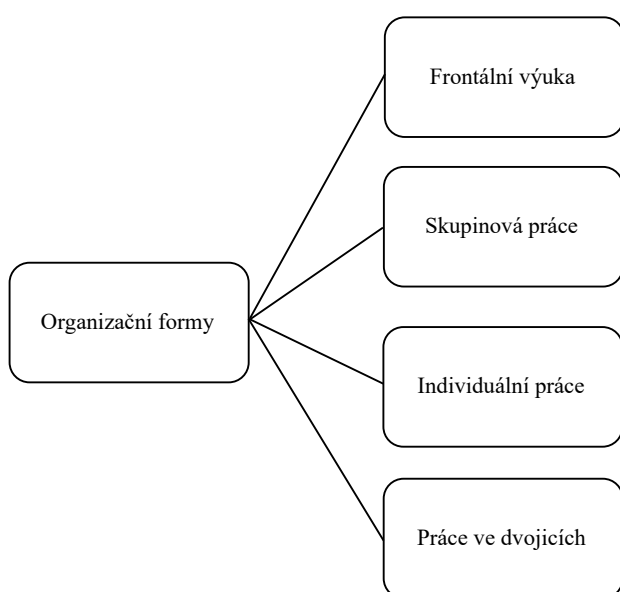 Frontální výuka
Skupinová práce
Organizační formy
Individuální práce
Práce ve dvojicích